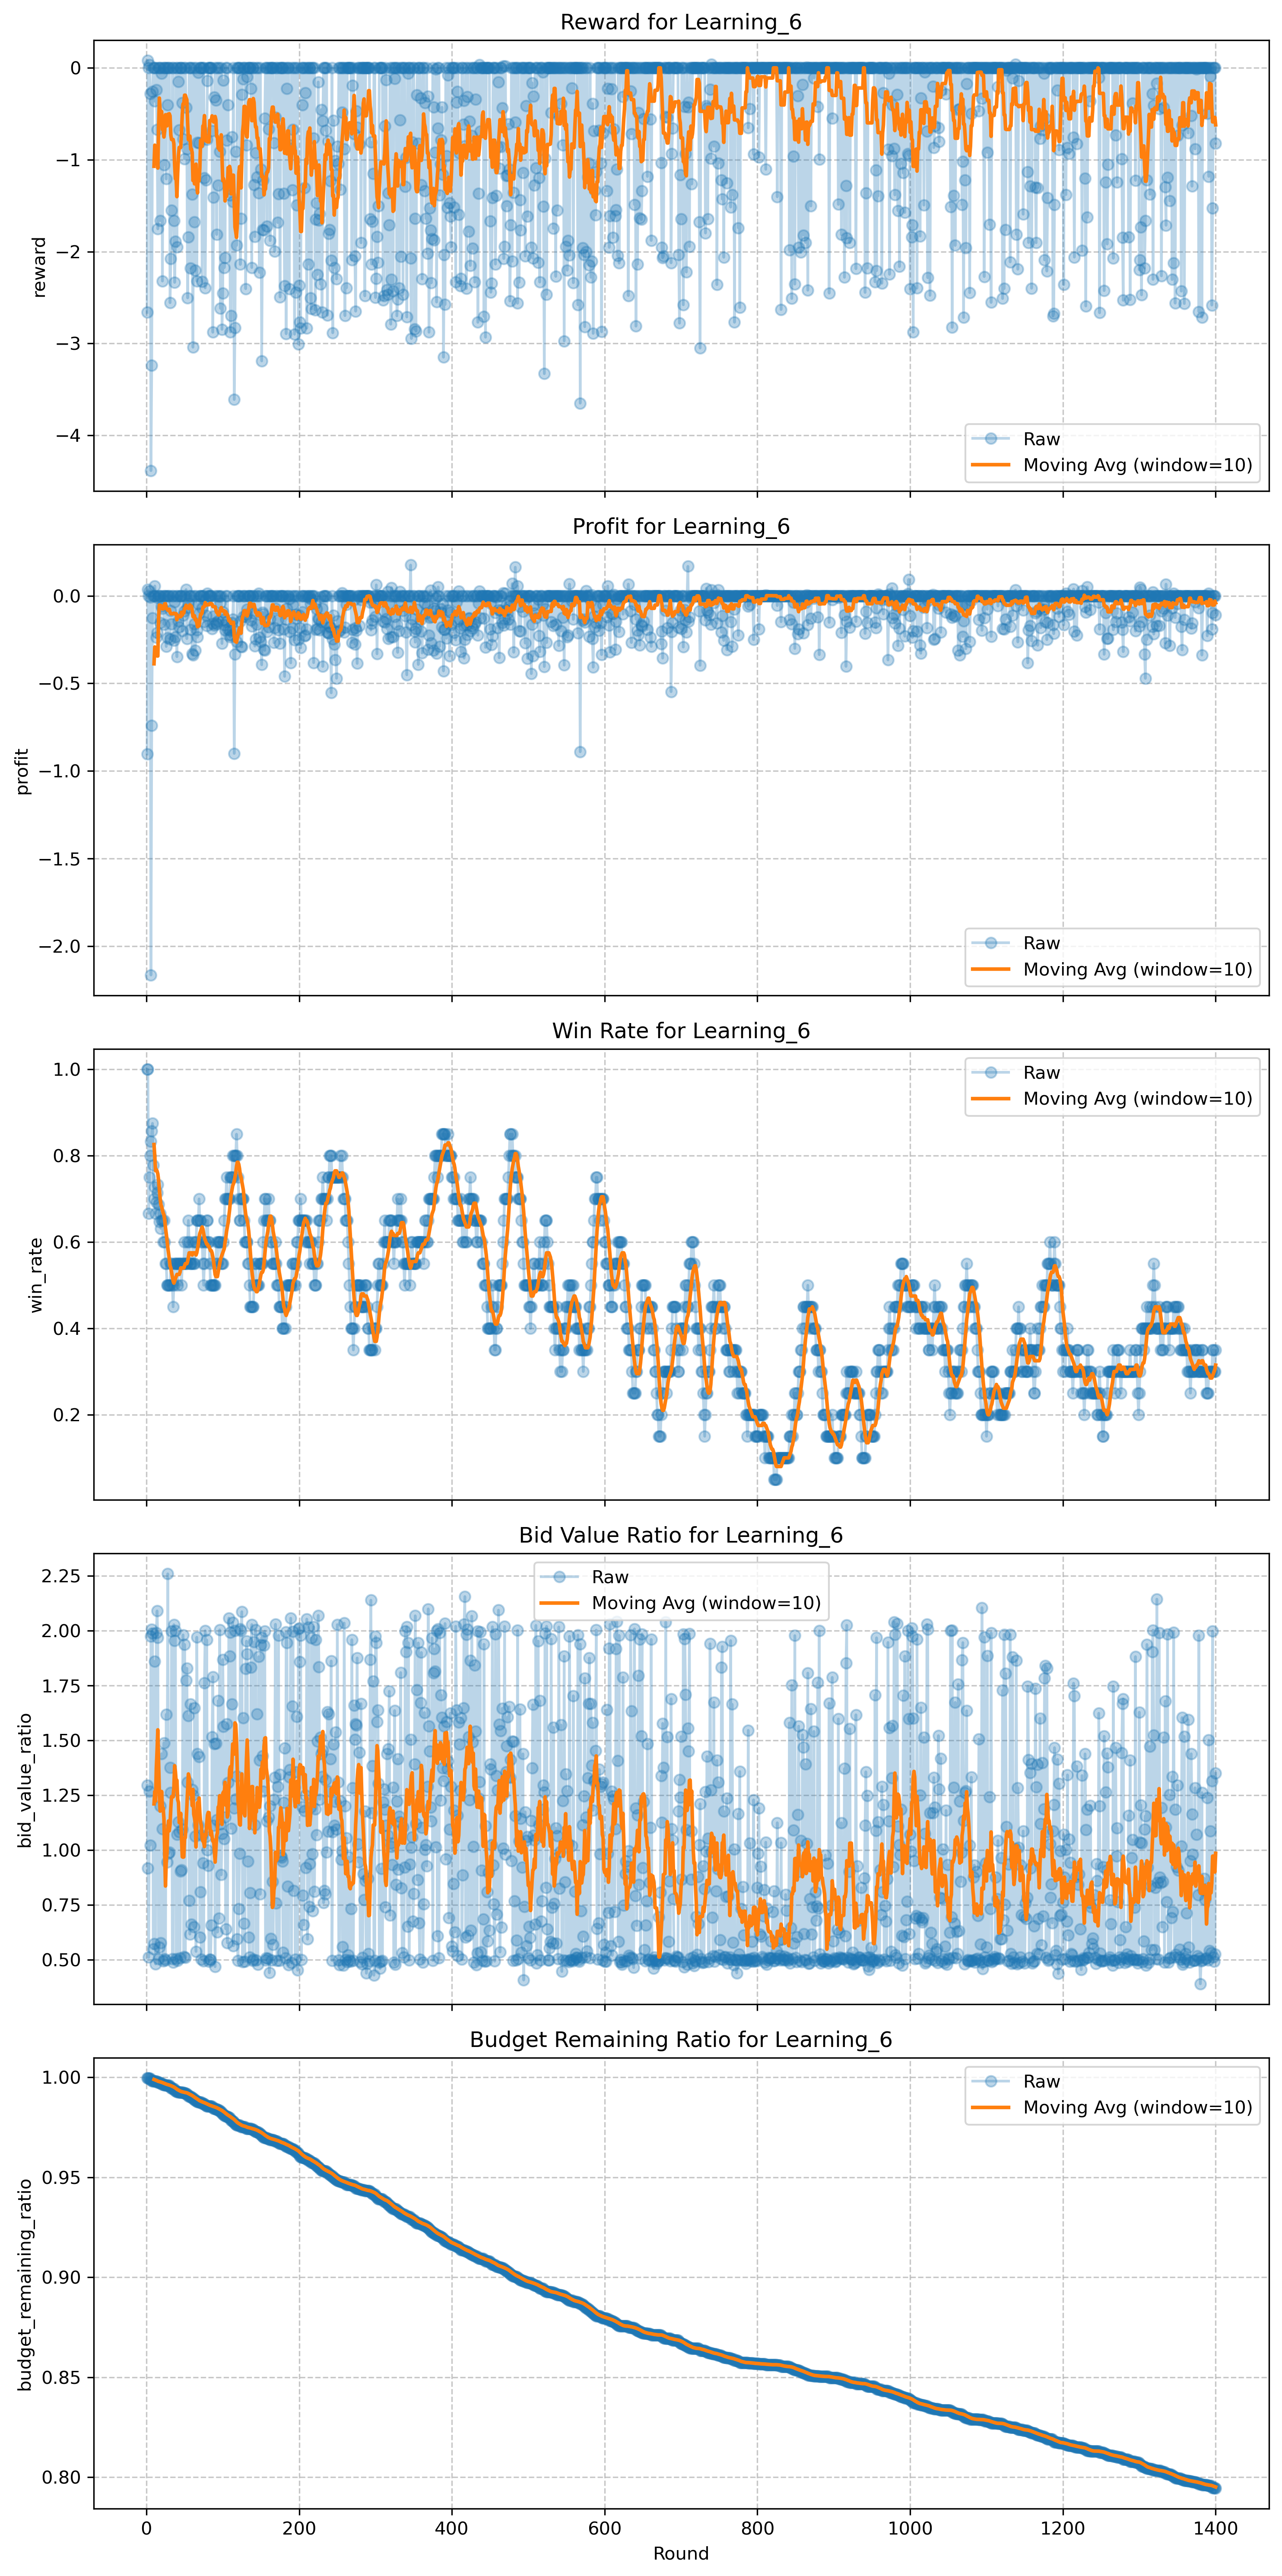 Reward for Learning_6
0
−1
−2
−3
−4
reward
Raw
Moving Avg (window=10)
Profit for Learning_6
0.0
−0.5
−1.0
−1.5
−2.0
profit
Raw
Moving Avg (window=10)
Win Rate for Learning_6
1.0
0.8
0.6
0.4
0.2
win_rate
Raw
Moving Avg (window=10)
Bid Value Ratio for Learning_6
2.25
2.00
1.75
1.50
1.25
1.00
0.75
0.50
bid_value_ratio
Raw
Moving Avg (window=10)
Budget Remaining Ratio for Learning_6
1.00
0.95
0.90
0.85
0.80
budget_remaining_ratio
Raw
Moving Avg (window=10)
0 200 400 600 800 1000 1200 1400
Round